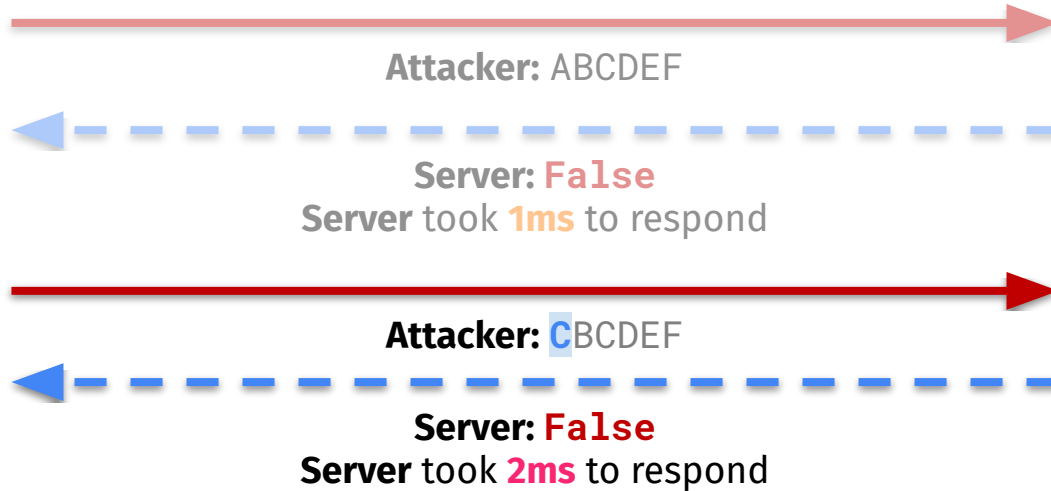 Attacker: ABCDEF
Server: False
Server took 1ms to respond
Attacker: CBCDEF
Server: False
Server took 2ms to respond